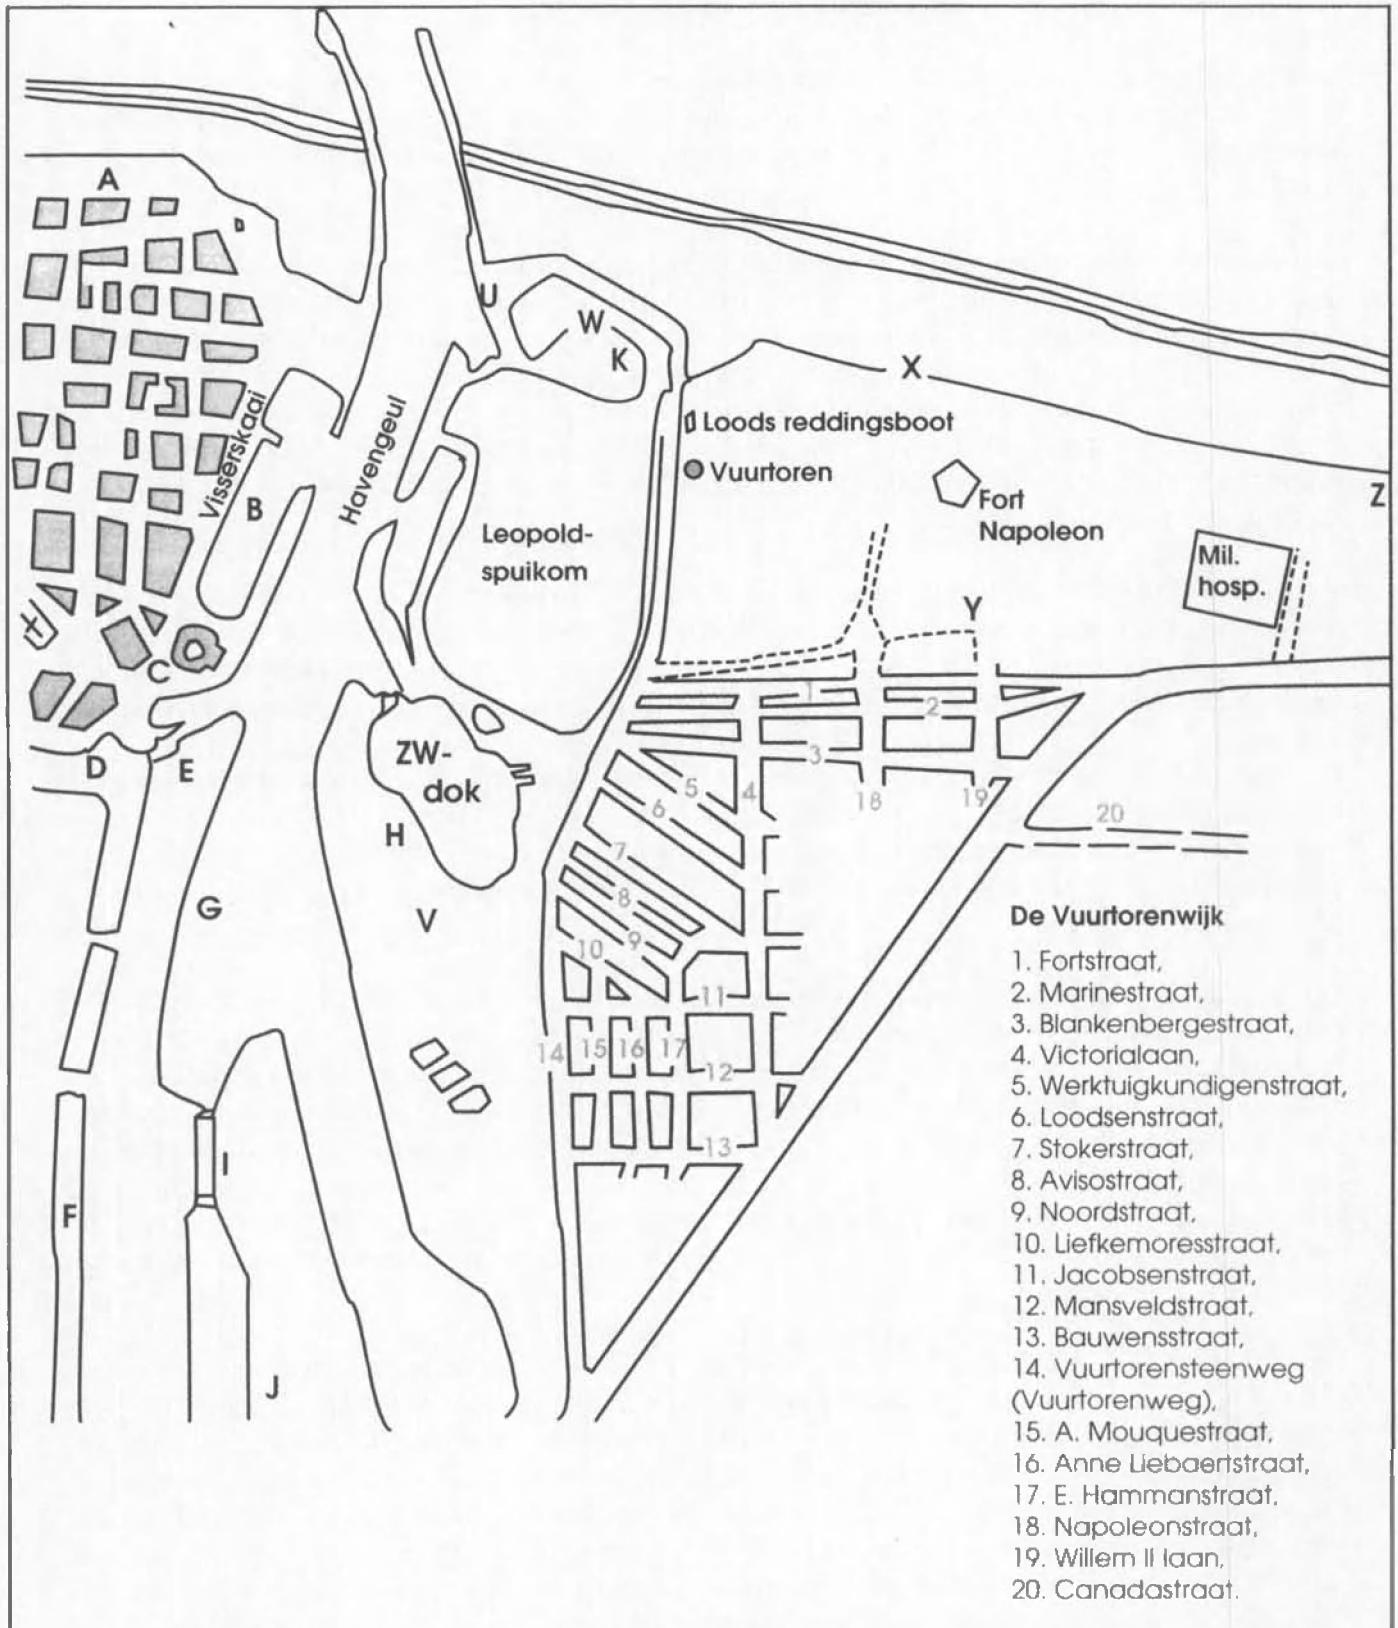 A
U
W
K
X
Visserskaai
B
Havengeul
Loods reddingsboot
Vuurtoren
Fort
Napoleon
Z
Leopold-
spuikom
Mil.
hosp.
Y
C
1
2
3
D
E
ZW-
dok
5
4
18
19
6
20
H
7
G
8
V
9
10
11
14 15 16 17
12
13
I
F
J
De Vuurtorenwijk
1. Fortstraat,
2. Marinestraat,
3. Blankenbergestraat,
4. Victorialaan,
5. Werktuigkundigenstraat,
6. Loodsenstraat,
7. Stokerstraat,
8. Avisostraat,
9. Noordstraat,
10. Liefkemoresstraat,
11. Jacobsenstraat,
12. Mansveldstraat,
13. Bauwensstraat,
14. Vuurtorensteenweg
(Vuurtorenweg),
15. A. Mouquestraat,
16. Anne Liebaertstraat,
17. E. Hammanstraat,
18. Napoleonstraat,
19. Willem II laan,
20. Canadastraat.